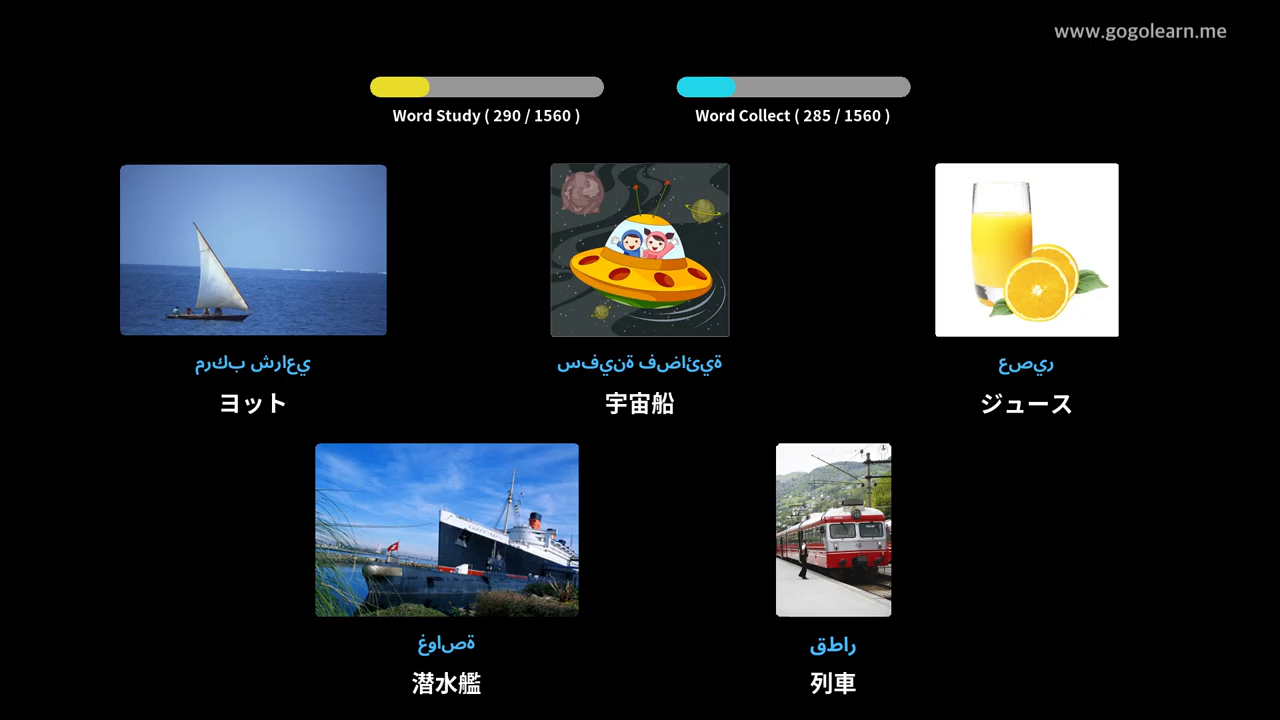 www.gogolearn.me
Word Study ( 290 / 1560 )
Word Collect ( 285 / 1560 )
مركب شراعي
ヨット
سفينة فضائية
宇宙船
عصير
ジュース
غواصة
潜水艦
قطار
列車